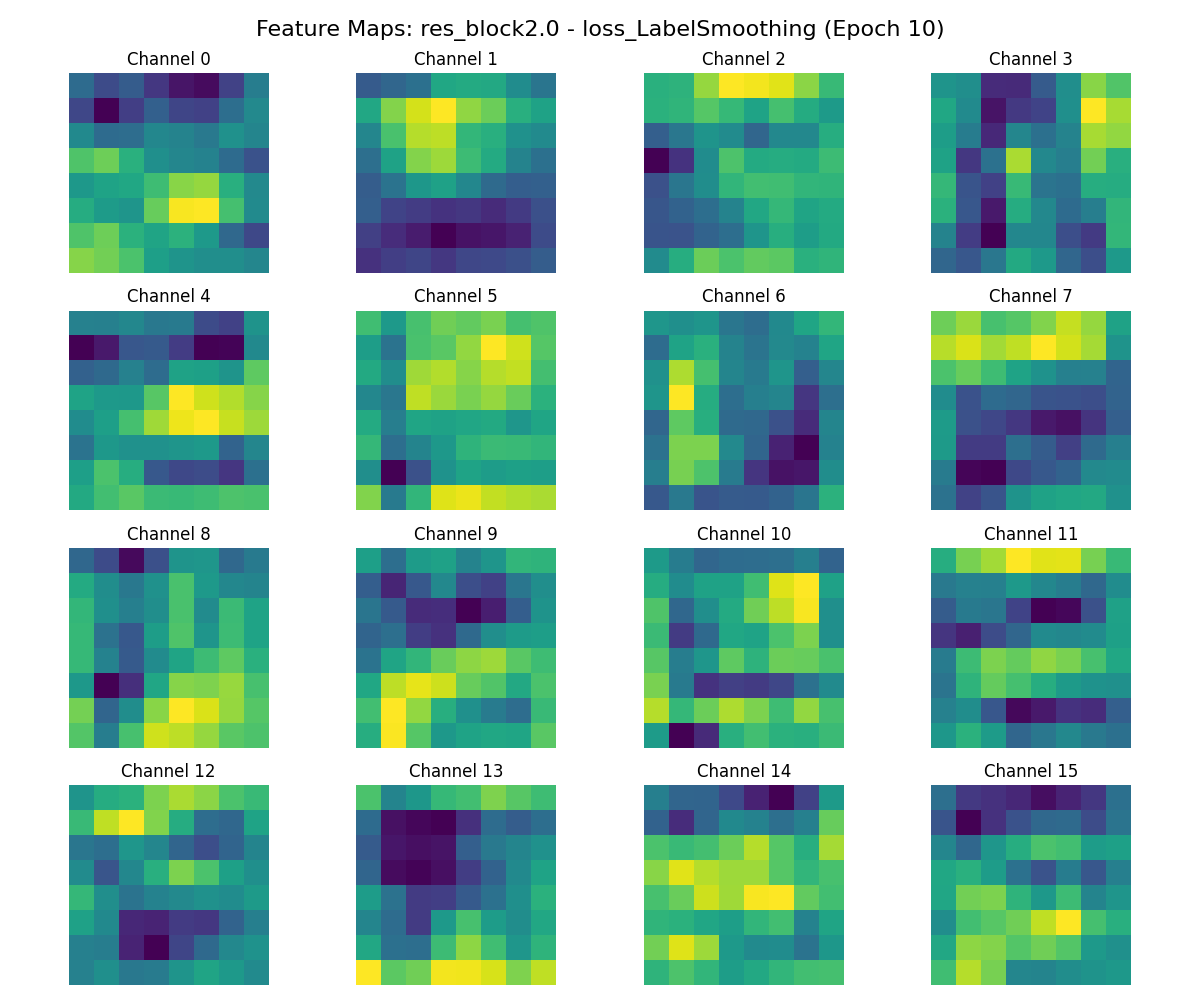 Feature Maps: res_block2.0 - loss_LabelSmoothing (Epoch 10)
Channel 0
Channel 1
Channel 2
Channel 3
Channel 4
Channel 5
Channel 6
Channel 7
Channel 8
Channel 9
Channel 10
Channel 11
Channel 12
Channel 13
Channel 14
Channel 15